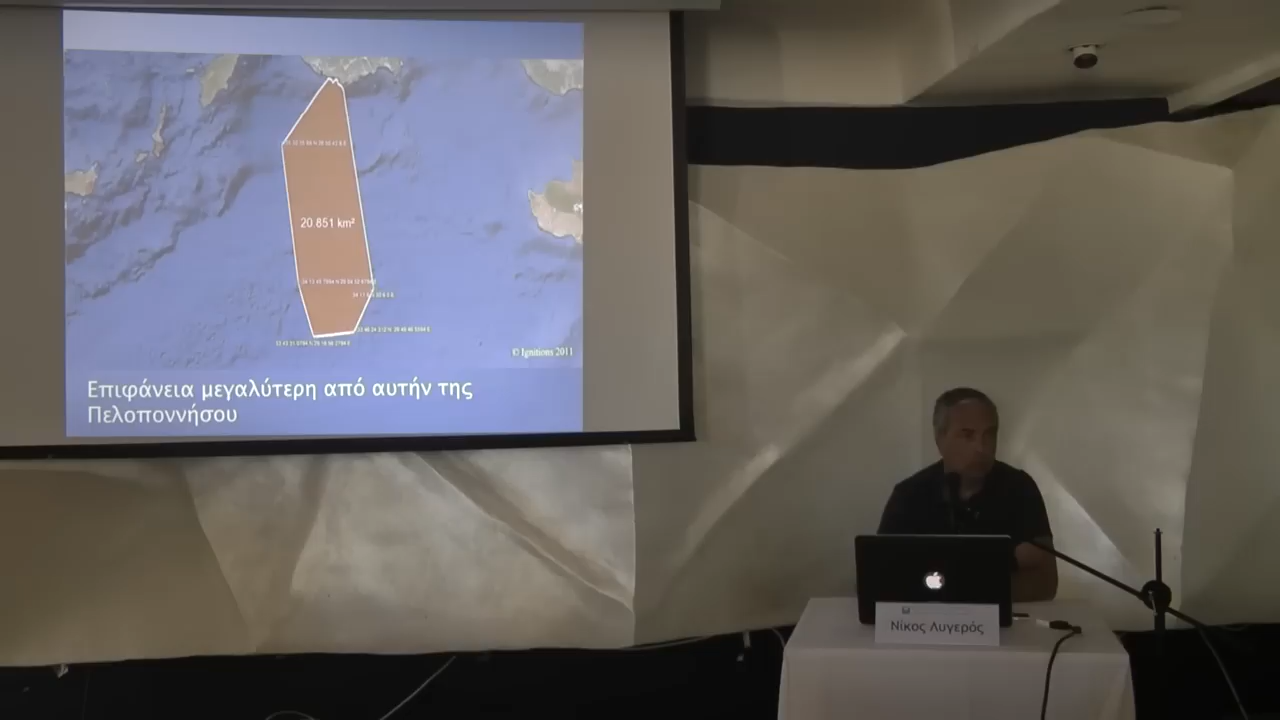 20 851 km²
© Ignitions 2011
Επιφάνεια μεγαλύτερη από αυτήν της
Πελοποννήσου
Νίκος Λυγερός